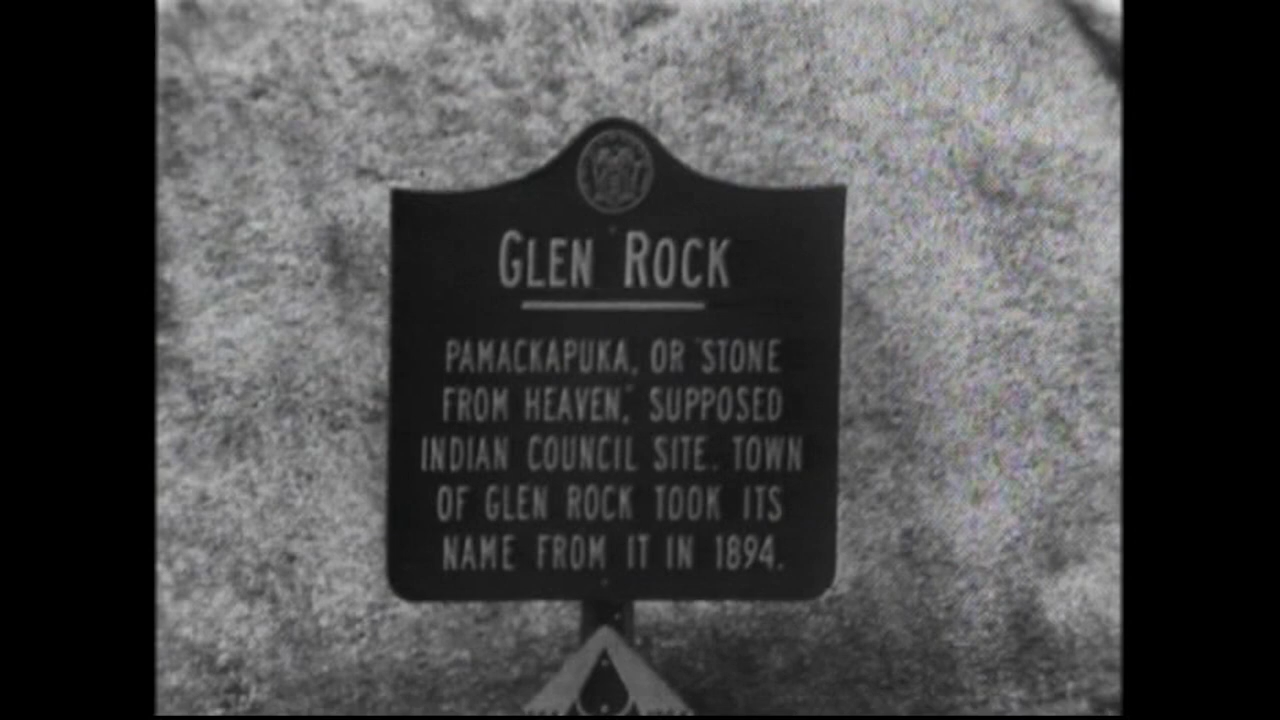 GLEN ROCK
PAMACKAPUKA, OR "STONE
FROM HEAVEN," SUPPOSED
INDIAN COUNCIL SITE. TOWN
OF GLEN ROCK TOOK ITS
NAME FROM IT IN 1894.